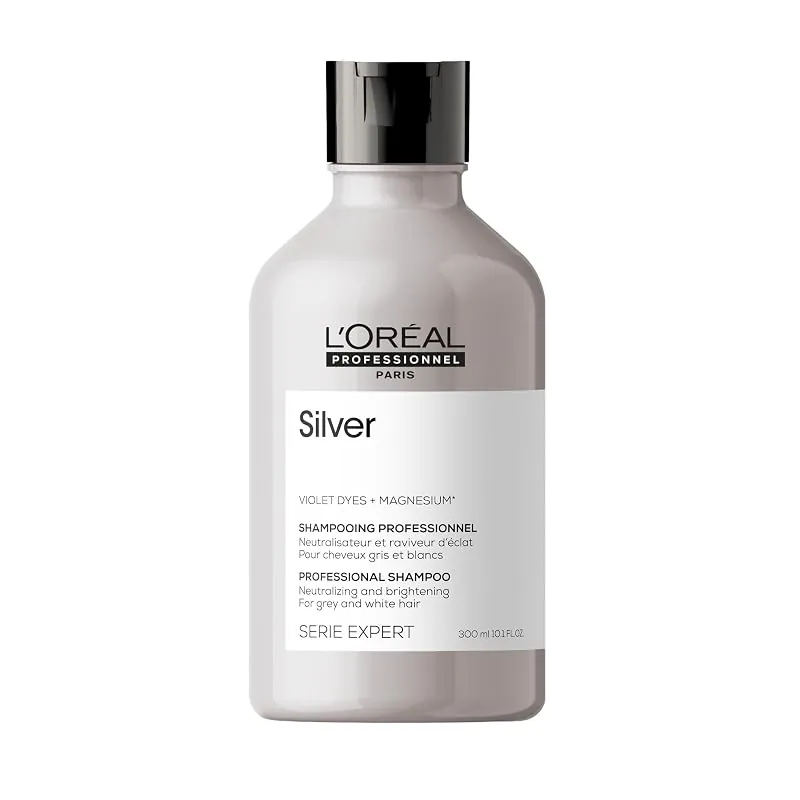 L'ORÉAL
PROFESSIONNEL
PARIS
Silver
VIOLET DYES + MAGNESIUM*
SHAMPOOING PROFESSIONNEL
Neutralisateur et raviveur d'éclat
Pour cheveux gris et blancs
PROFESSIONAL SHAMPOO
Neutralizing and brightening
For grey and white hair
SERIE EXPERT
300 ml 10.1 FL.OZ.